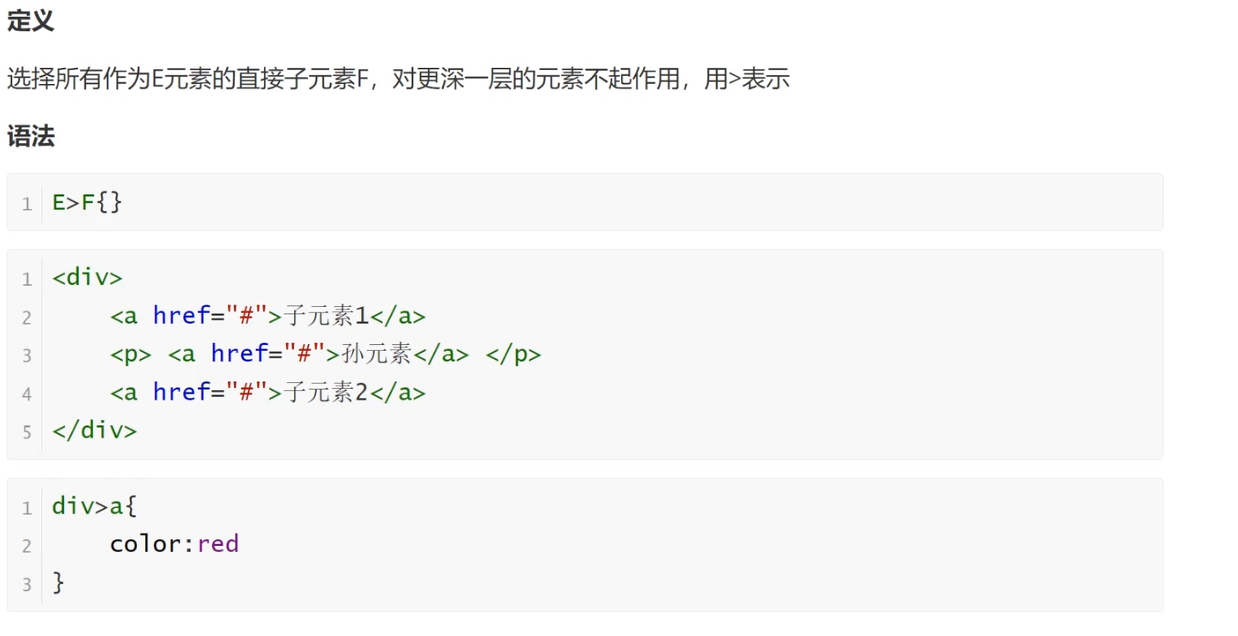 定义
选择所有作为E元素的直接子元素F，对更深一层的元素不起作用，用>表示
语法
1 E>F{}
1 <div>
2     <a href="#">子元素1</a>
3     <p> <a href="#">孙元素</a> </p>
4     <a href="#">子元素2</a>
5 </div>
1 div>a{
2     color:red
3 }